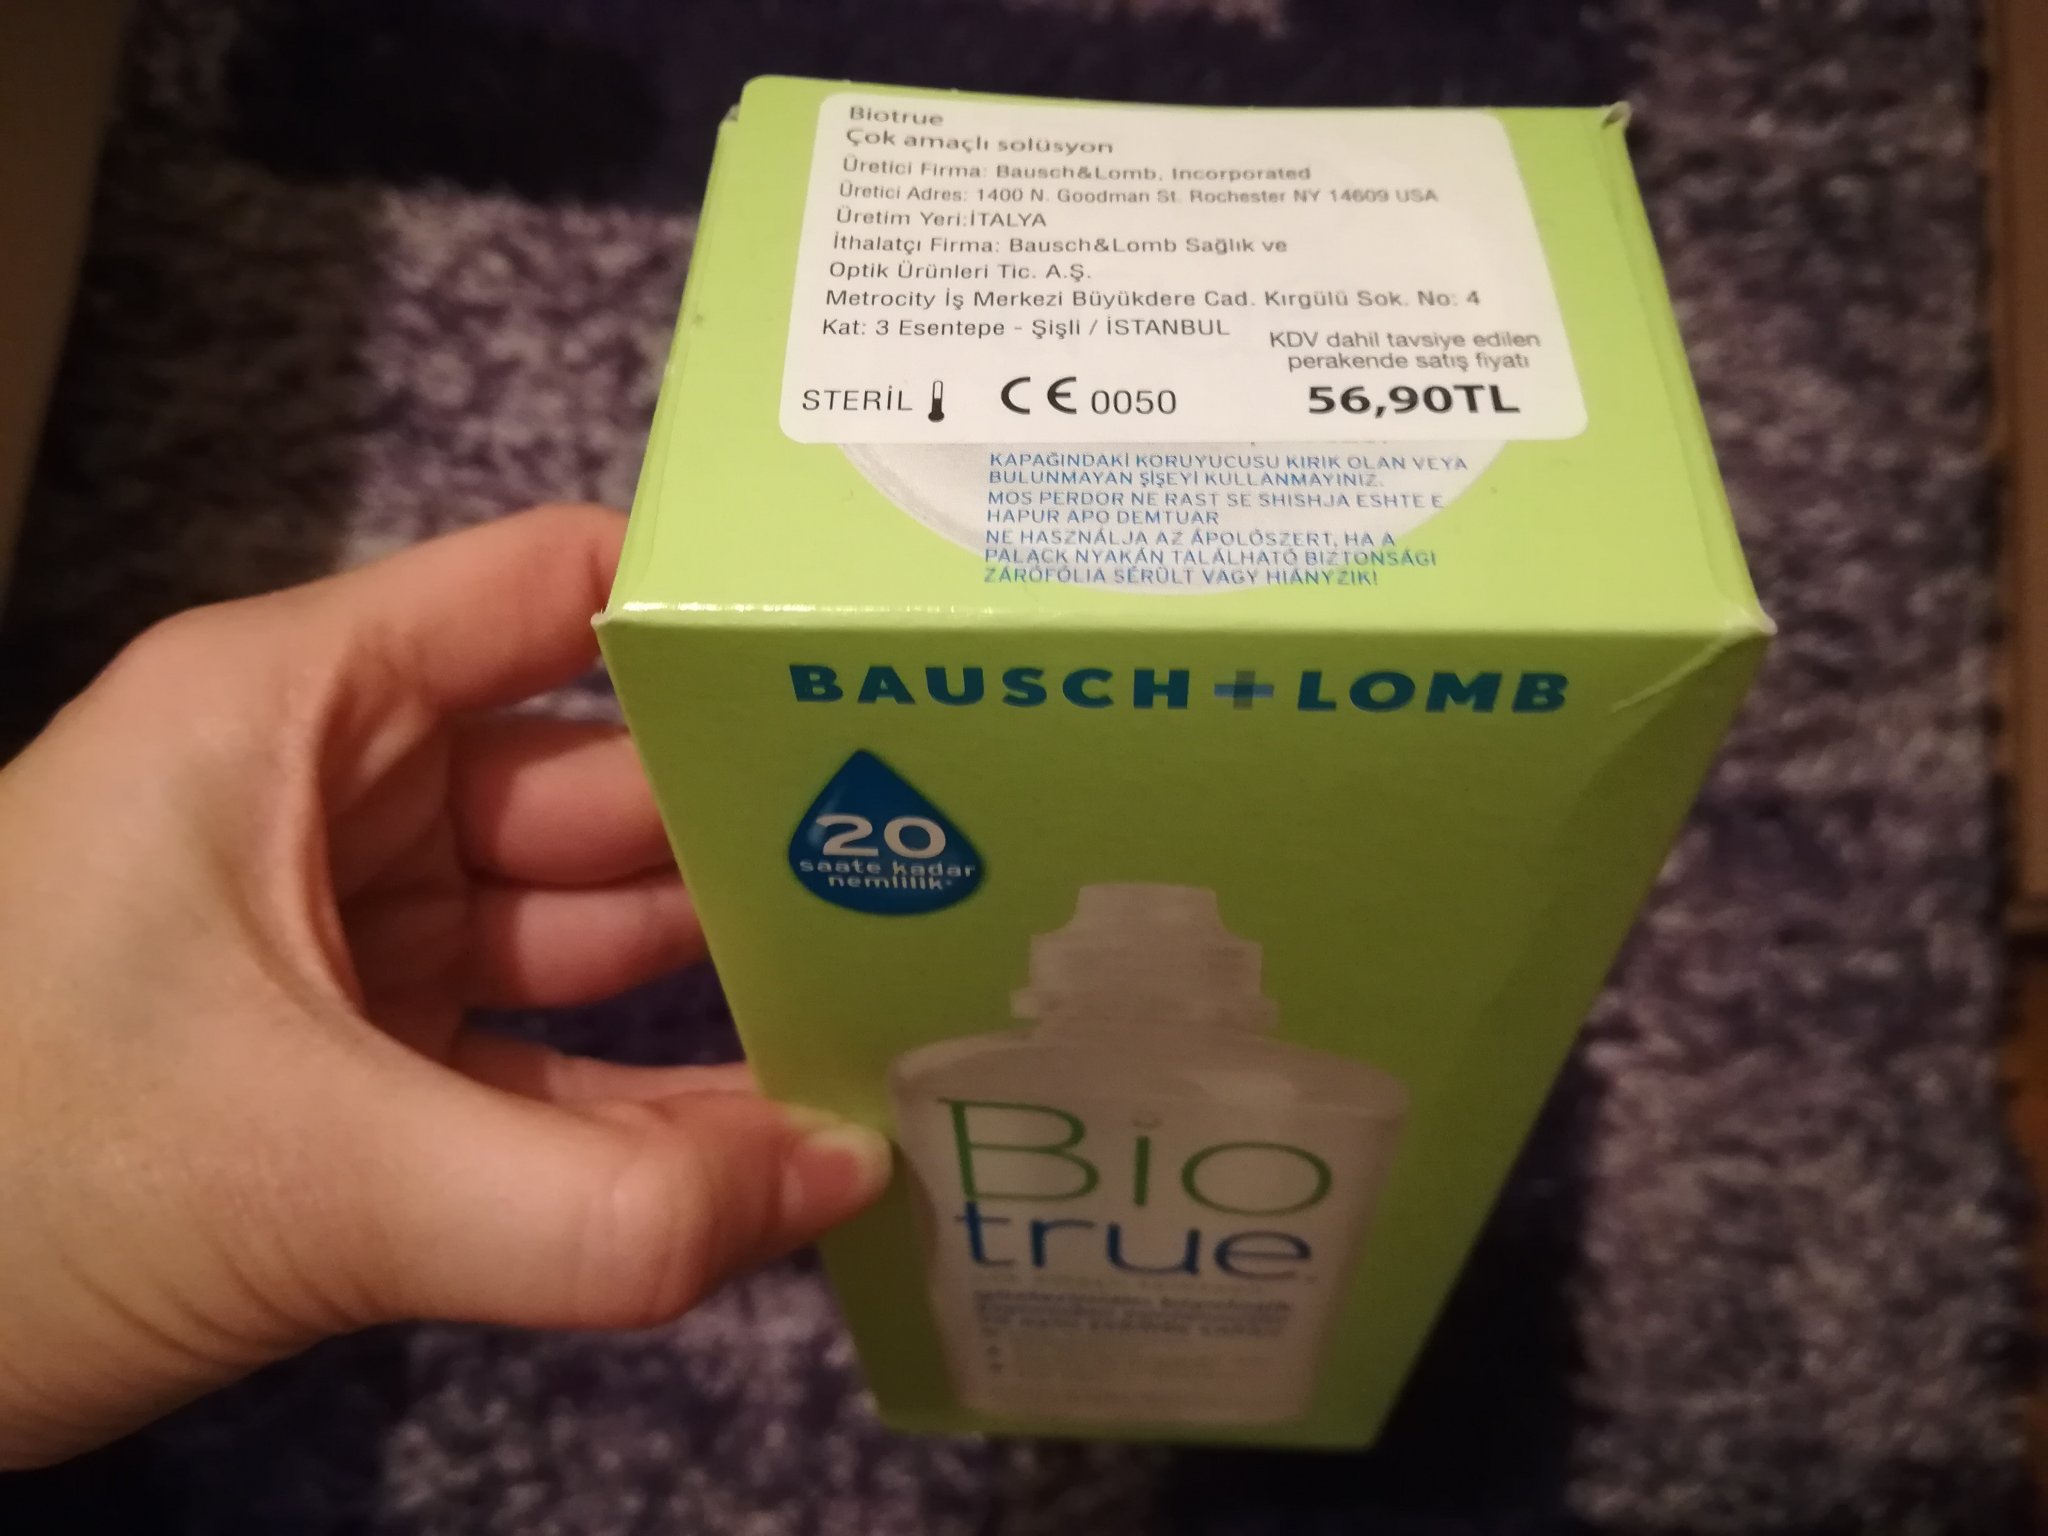 Biotrue
Çok amaçlı solüsyon
Üretici Firma: Bausch&Lomb, Incorporated
Üretici Adres: 1400 N. Goodman St. Rochester NY 14609 USA
Üretim Yeri:İTALYA
İthalatçı Firma: Bausch&Lomb Sağlık ve
Optik Ürünleri Tic. A.Ş.
Metrocity İş Merkezi Büyükdere Cad. Kırgülü Sok. No: 4
Kat: 3 Esentepe - Şişli / İSTANBUL
KDV dahil tavsiye edilen
perakende satış fiyatı
STERİL CE 0050 56,90TL
KAPAĞINDAKİ KORUYUCUSU KIRIK OLAN VEYA
BULUNMAYAN ŞİŞEYİ KULLANMAYINIZ.
MOS PERDOR NE RAST SE SHISHJA ESHTE E
HAPUR APO DEMTUAR
NE HASZNÁLJA AZ ÁPOLÓSZERT, HA A
PALACK NYAKÁN TALÁLHATÓ BIZTONSÁGI
ZÁRÓFÓLIA SÉRÜLT VAGY HIÁNYZIK!
BAUSCH + LOMB
20
saate kadar
nemlilik*
Bio
true